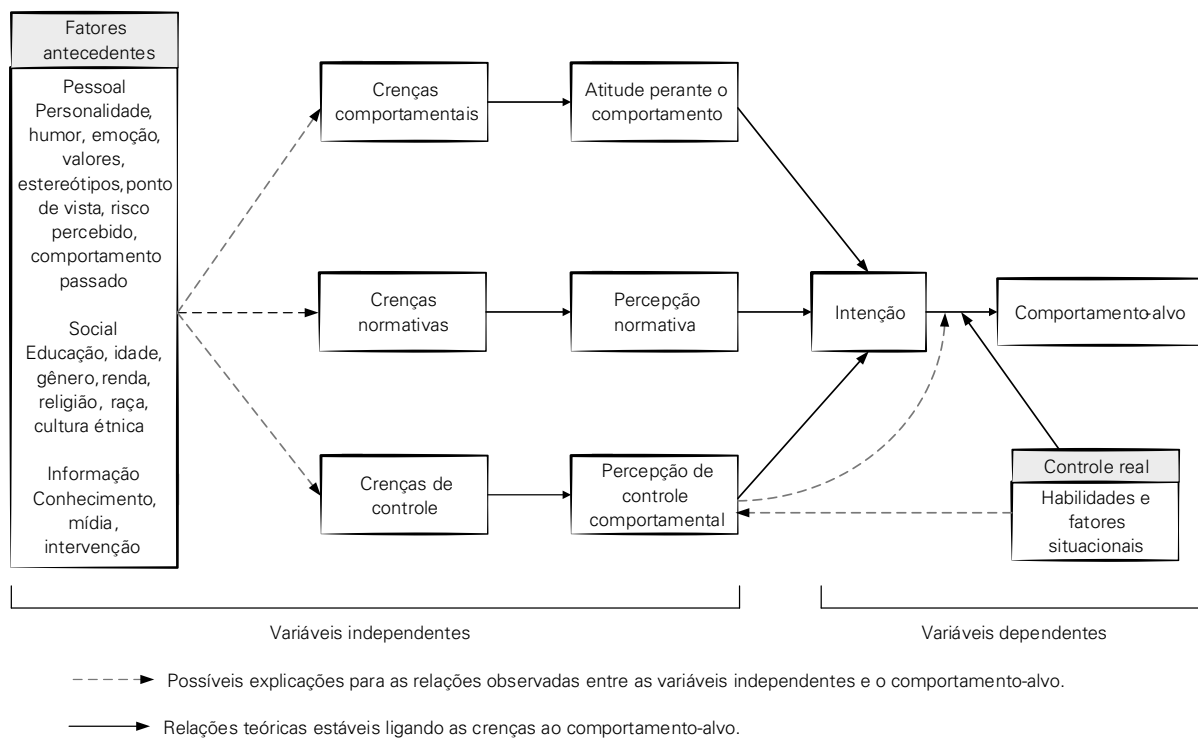 Fatores
antecedentes
Pessoal
Personalidade,
humor, emoção,
valores,
estereótipos, ponto
de vista, risco
percebido,
comportamento
passado
Social
Educação, idade,
gênero, renda,
religião, raça,
cultura étnica
Informação
Conhecimento,
mídia,
intervenção
Crenças
comportamentais
Atitude perante o
comportamento
Crenças
normativas
Percepção
normativa
Intenção
Comportamento-alvo
Crenças de
controle
Percepção de
controle
comportamental
Controle real
Habilidades e
fatores
situacionais
Variáveis independentes
Variáveis dependentes
Possíveis explicações para as relações observadas entre as variáveis independentes e o comportamento-alvo.
Relações teóricas estáveis ligando as crenças ao comportamento-alvo.